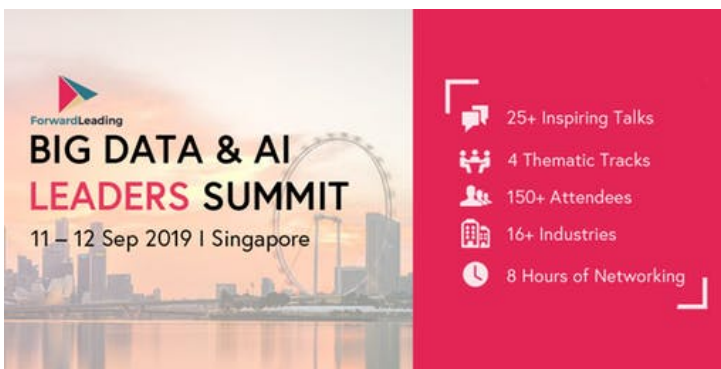 ForwardLeading
BIG DATA & AI
LEADERS SUMMIT
11 – 12 Sep 2019 I Singapore
25+ Inspiring Talks
4 Thematic Tracks
150+ Attendees
16+ Industries
8 Hours of Networking